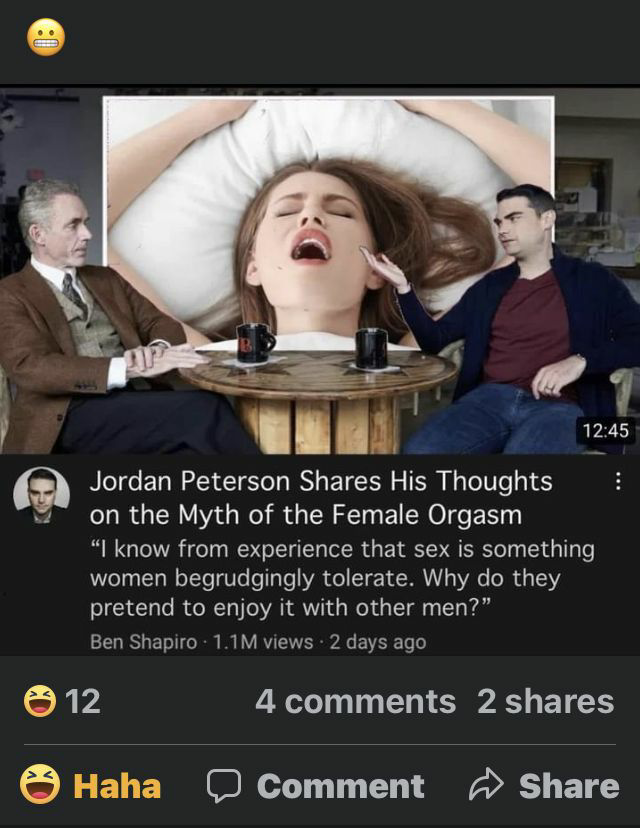 12:45
Jordan Peterson Shares His Thoughts
on the Myth of the Female Orgasm
“I know from experience that sex is something
women begrudgingly tolerate. Why do they
pretend to enjoy it with other men?”
Ben Shapiro · 1.1M views · 2 days ago
12
4 comments 2 shares
Haha
Comment
Share